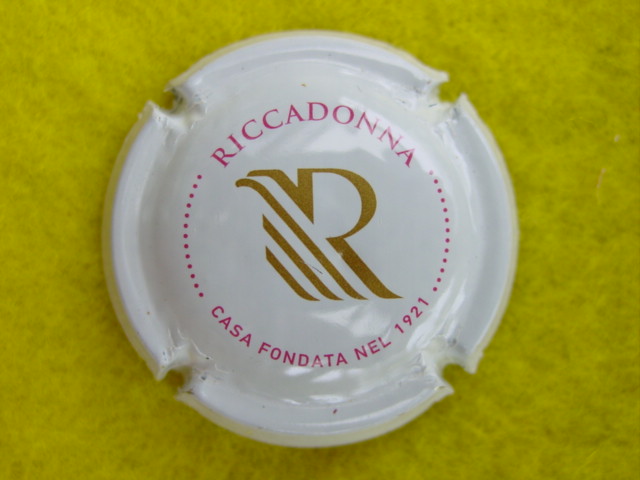 RICCADONNA
R
CASA FONDATA NEL 1921